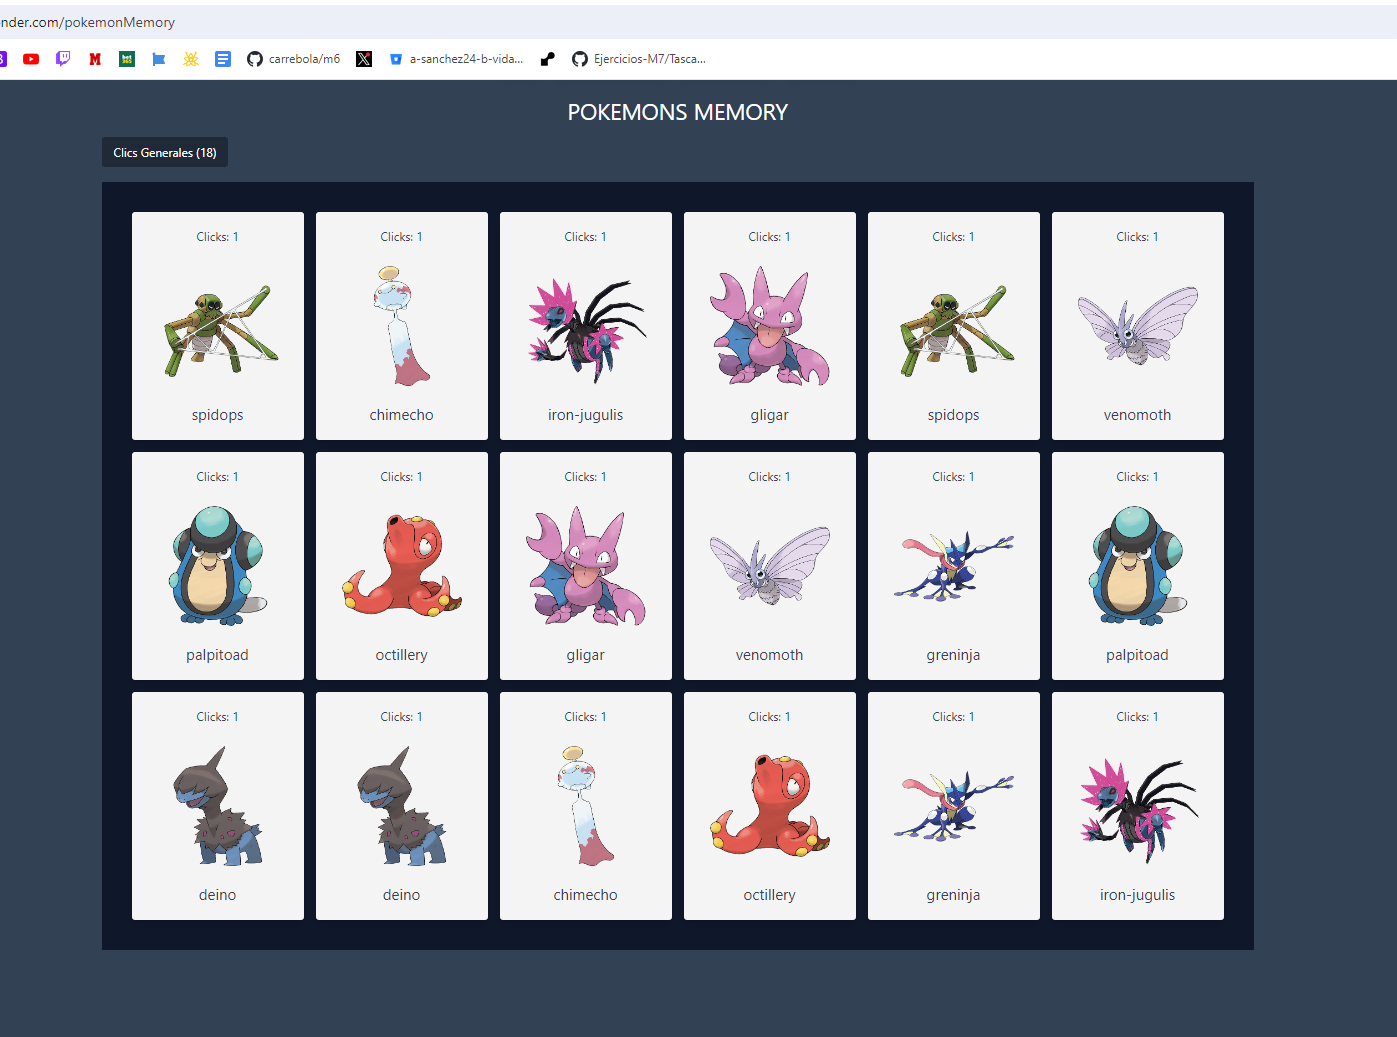 nder.com/pokemonMemory
carrebola/m6
a-sanchez24-b-vida...
Ejercicios-M7/Tasca...
POKEMONS MEMORY
Clics Generales (18)
Clicks: 1 Clicks: 1 Clicks: 1 Clicks: 1 Clicks: 1 Clicks: 1
spidops chimecho iron-jugulis gligar spidops venomoth
Clicks: 1 Clicks: 1 Clicks: 1 Clicks: 1 Clicks: 1 Clicks: 1
palpitoad octillery gligar venomoth greninja palpitoad
Clicks: 1 Clicks: 1 Clicks: 1 Clicks: 1 Clicks: 1 Clicks: 1
deino deino chimecho octillery greninja iron-jugulis